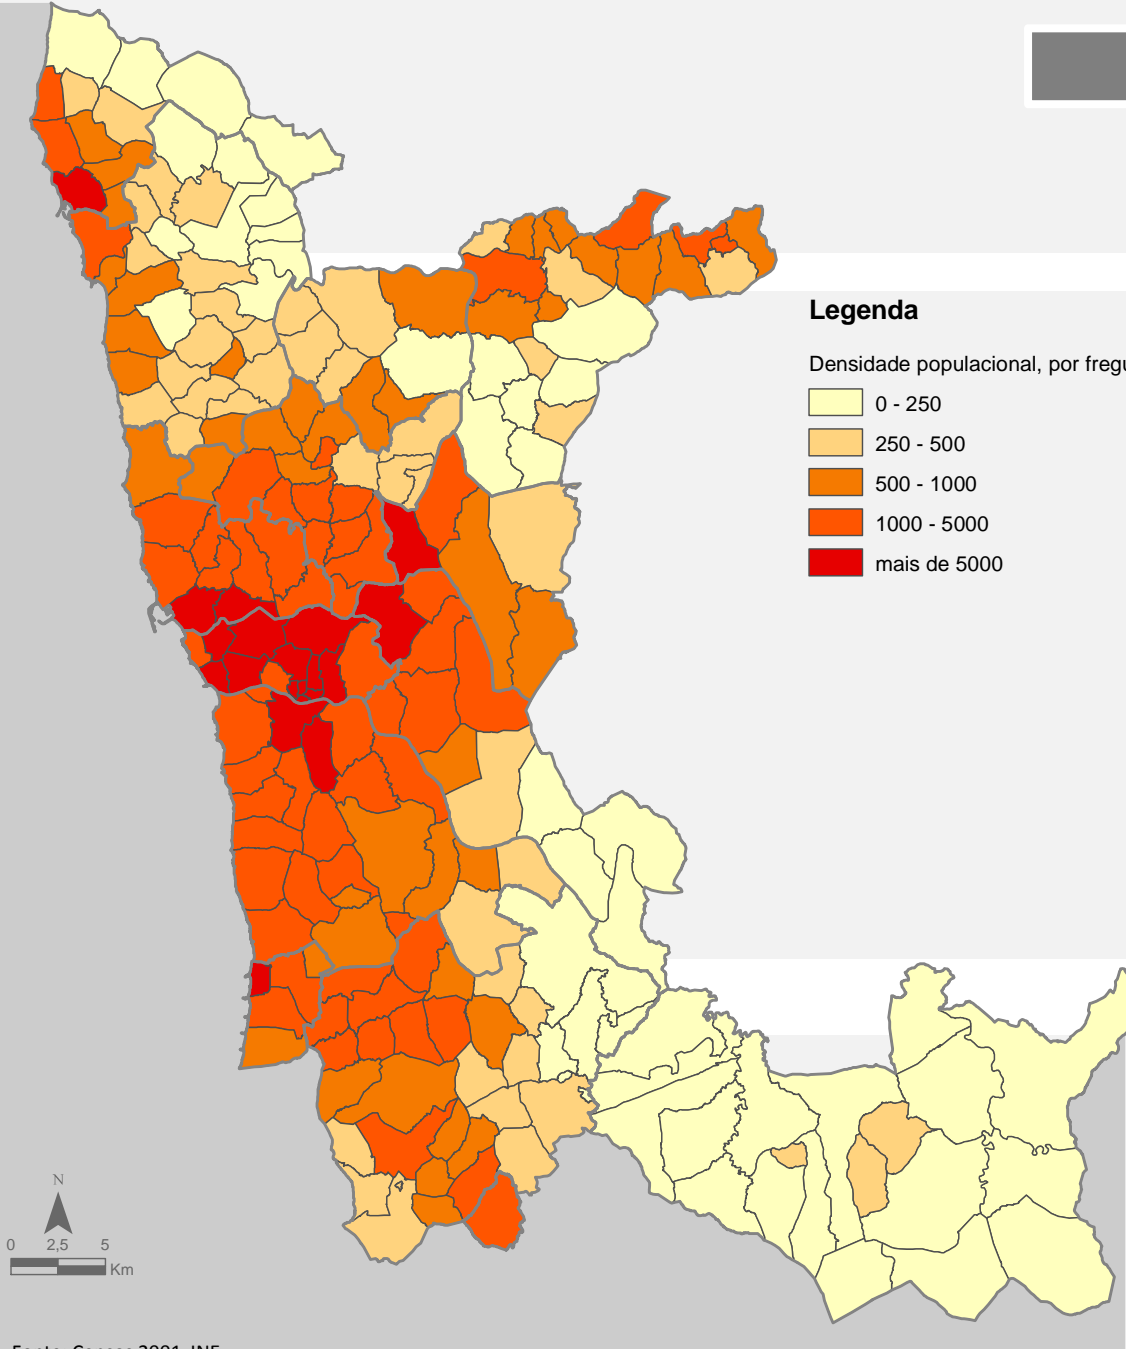 Legenda
Densidade populacional, por fregu
0 - 250
250 - 500
500 - 1000
1000 - 5000
mais de 5000
N
0 2,5 5
Km